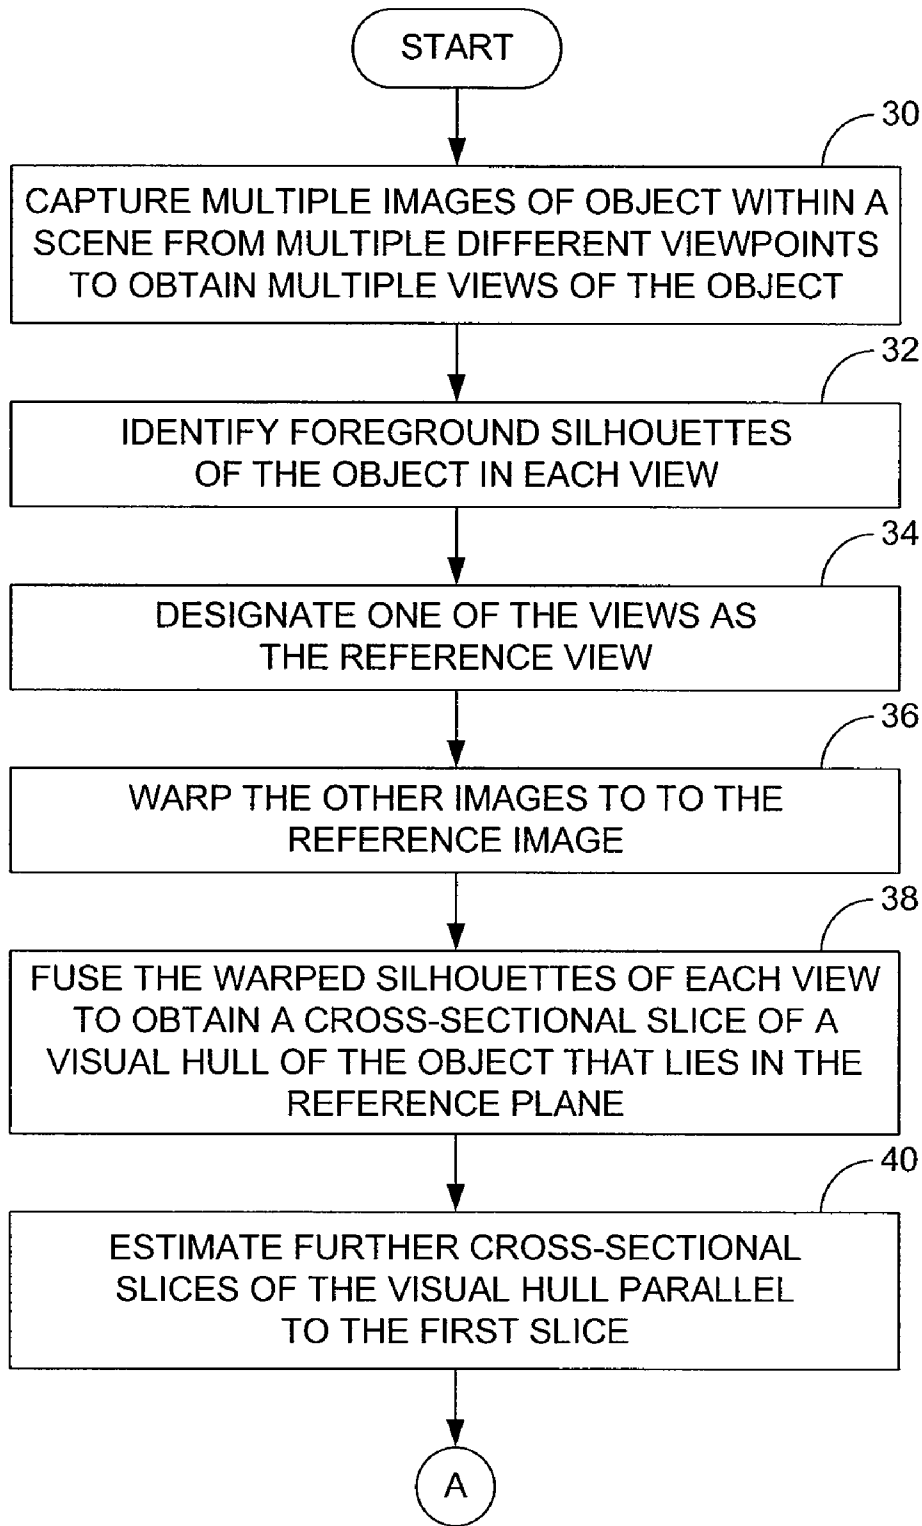 START
30
CAPTURE MULTIPLE IMAGES OF OBJECT WITHIN A
SCENE FROM MULTIPLE DIFFERENT VIEWPOINTS
TO OBTAIN MULTIPLE VIEWS OF THE OBJECT
32
IDENTIFY FOREGROUND SILHOUETTES
OF THE OBJECT IN EACH VIEW
34
DESIGNATE ONE OF THE VIEWS AS
THE REFERENCE VIEW
36
WARP THE OTHER IMAGES TO TO THE
REFERENCE IMAGE
38
FUSE THE WARPED SILHOUETTES OF EACH VIEW
TO OBTAIN A CROSS-SECTIONAL SLICE OF A
VISUAL HULL OF THE OBJECT THAT LIES IN THE
REFERENCE PLANE
40
ESTIMATE FURTHER CROSS-SECTIONAL
SLICES OF THE VISUAL HULL PARALLEL
TO THE FIRST SLICE
A